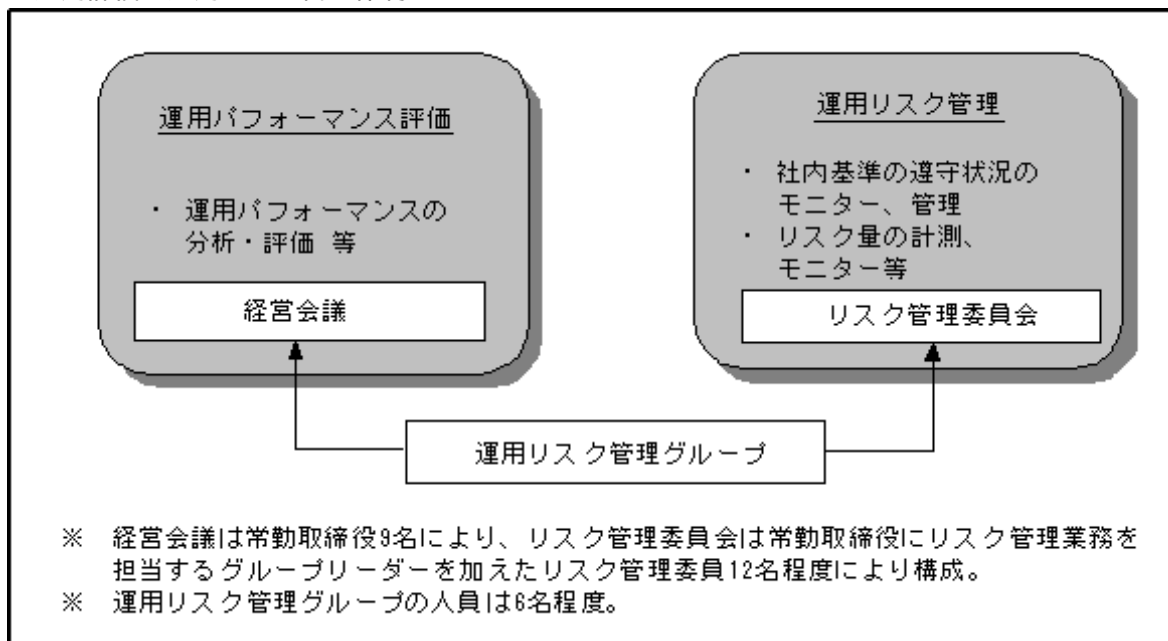 運用パフォーマンス評価
・ 運用パフォーマンスの
分析・評価 等
経営会議
運用リスク管理
・ 社内基準の遵守状況の
モニター、管理
・ リスク量の計測、
モニター等
リスク管理委員会
運用リスク管理グループ
※ 経営会議は常勤取締役9名により、リスク管理委員会は常勤取締役にリスク管理業務を
担当するグループリーダーを加えたリスク管理委員12名程度により構成。
※ 運用リスク管理グループの人員は6名程度。